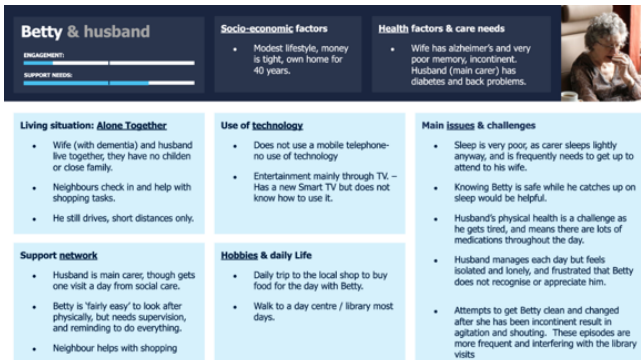 Betty & husband
ENGAGEMENT:
SUPPORT NEEDS:
Socio-economic factors
• Modest lifestyle, money
is tight, own home for
40 years.
Health factors & care needs
• Wife has alzheimer's and very
poor memory, incontinent.
Husband (main carer) has
diabetes and back problems.
Living situation: Alone Together
• Wife (with dementia) and husband
live together, they have no children
or close family.
• Neighbours check in and help with
shopping tasks.
• He still drives, short distances only.
Use of technology
• Does not use a mobile telephone-
no use of technology
• Entertainment mainly through TV. –
Has a new Smart TV but does not
know how to use it.
Main issues & challenges
• Sleep is very poor, as carer sleeps lightly
anyway, and is frequently needs to get up to
attend to his wife.
• Knowing Betty is safe while he catches up on
sleep would be helpful.
• Husband's physical health is a challenge as
he gets tired, and means there are lots of
medications throughout the day.
• Husband manages each day but feels
isolated and lonely, and frustrated that Betty
does not recognise or appreciate him.
• Attempts to get Betty clean and changed
after she has been incontinent result in
agitation and shouting. These episodes are
more frequent and interfering with the library
visits
Support network
• Husband is main carer, though gets
one visit a day from social care.
• Betty is 'fairly easy' to look after
physically, but needs supervision,
and reminding to do everything.
• Neighbour helps with shopping
Hobbies & daily Life
• Daily trip to the local shop to buy
food for the day with Betty.
• Walk to a day centre / library most
days.